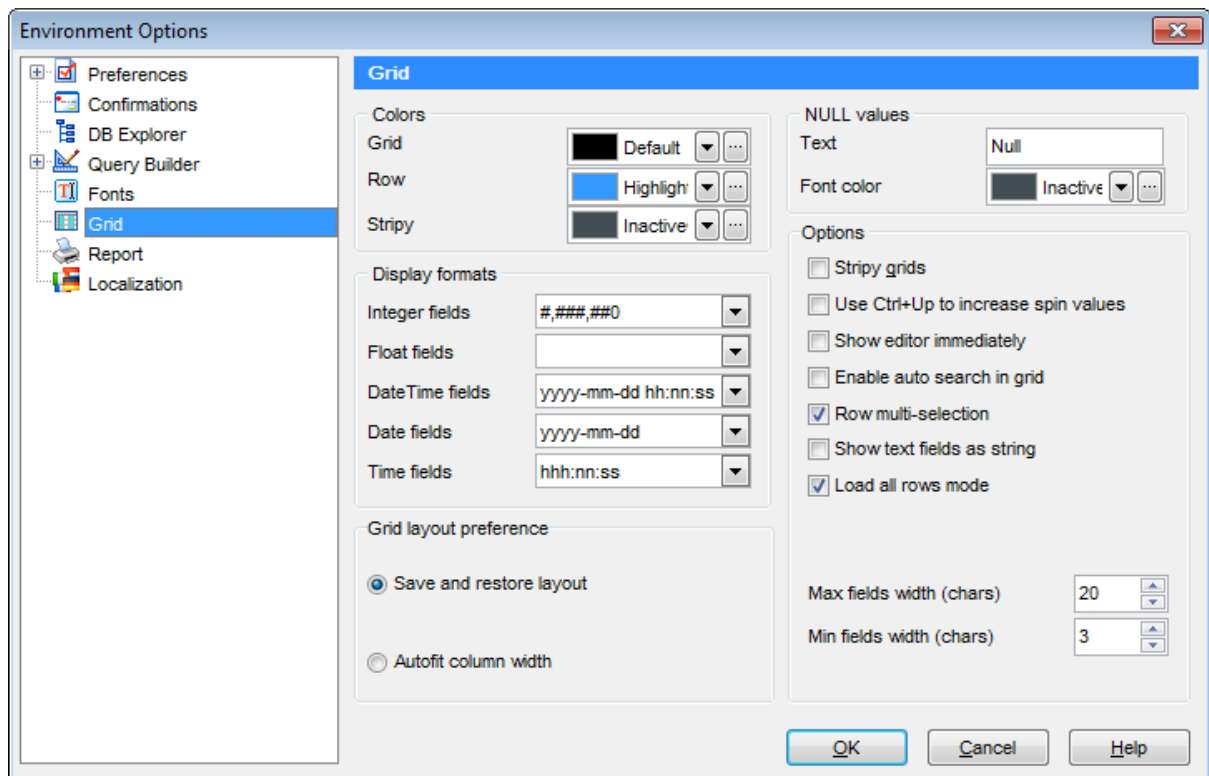 Environment Options
Preferences
Confirmations
DB Explorer
Query Builder
Fonts
Grid
Report
Localization
Grid
Colors
Grid Default
Row Highligh
Stripy Inactive
Display formats
Integer fields #,###,##0
Float fields
DateTime fields yyyy-mm-dd hh:nn:ss
Date fields yyyy-mm-dd
Time fields hhh:nn:ss
Grid layout preference
Save and restore layout
Autofit column width
NULL values
Text Null
Font color Inactive
Options
Stripy grids
Use Ctrl+Up to increase spin values
Show editor immediately
Enable auto search in grid
Row multi-selection
Show text fields as string
Load all rows mode
Max fields width (chars) 20
Min fields width (chars) 3
OK Cancel Help